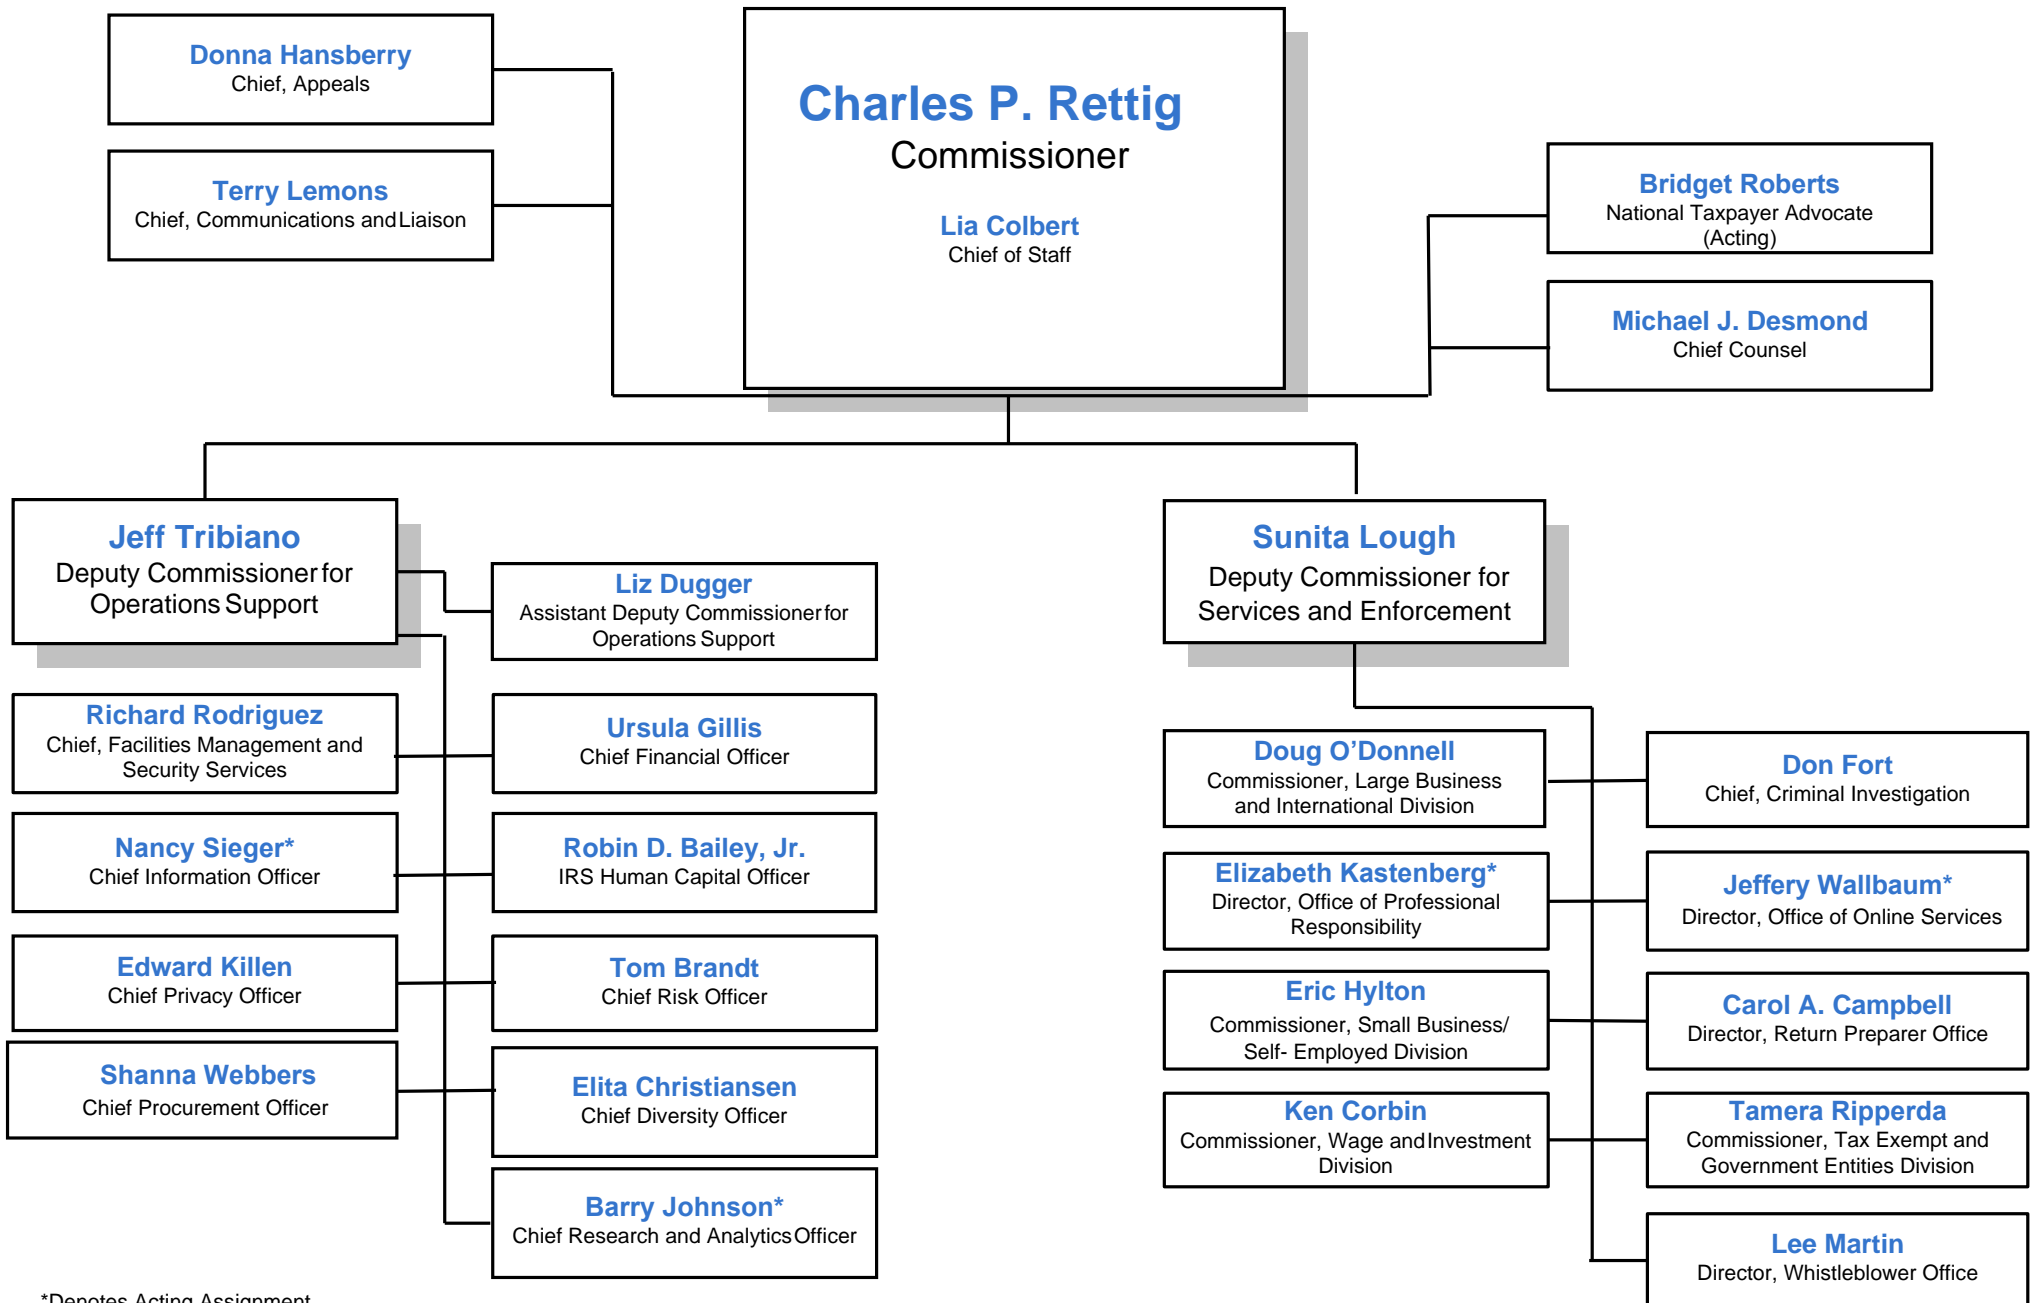 Donna Hansberry
Chief, Appeals
Terry Lemons
Chief, Communications and Liaison
Charles P. Rettig
Commissioner
Lia Colbert
Chief of Staff
Bridget Roberts
National Taxpayer Advocate
(Acting)
Michael J. Desmond
Chief Counsel
Jeff Tribiano
Deputy Commissioner for
Operations Support
Liz Dugger
Assistant Deputy Commissioner for
Operations Support
Richard Rodriguez
Chief, Facilities Management and
Security Services
Ursula Gillis
Chief Financial Officer
Nancy Sieger*
Chief Information Officer
Robin D. Bailey, Jr.
IRS Human Capital Officer
Edward Killen
Chief Privacy Officer
Tom Brandt
Chief Risk Officer
Shanna Webbers
Chief Procurement Officer
Elita Christiansen
Chief Diversity Officer
Barry Johnson*
Chief Research and Analytics Officer
Sunita Lough
Deputy Commissioner for
Services and Enforcement
Doug O’Donnell
Commissioner, Large Business
and International Division
Don Fort
Chief, Criminal Investigation
Elizabeth Kastenberg*
Director, Office of Professional
Responsibility
Jeffery Wallbaum*
Director, Office of Online Services
Eric Hylton
Commissioner, Small Business/
Self- Employed Division
Carol A. Campbell
Director, Return Preparer Office
Ken Corbin
Commissioner, Wage and Investment
Division
Tamera Ripperda
Commissioner, Tax Exempt and
Government Entities Division
Lee Martin
Director, Whistleblower Office
*Denotes Acting Assignment